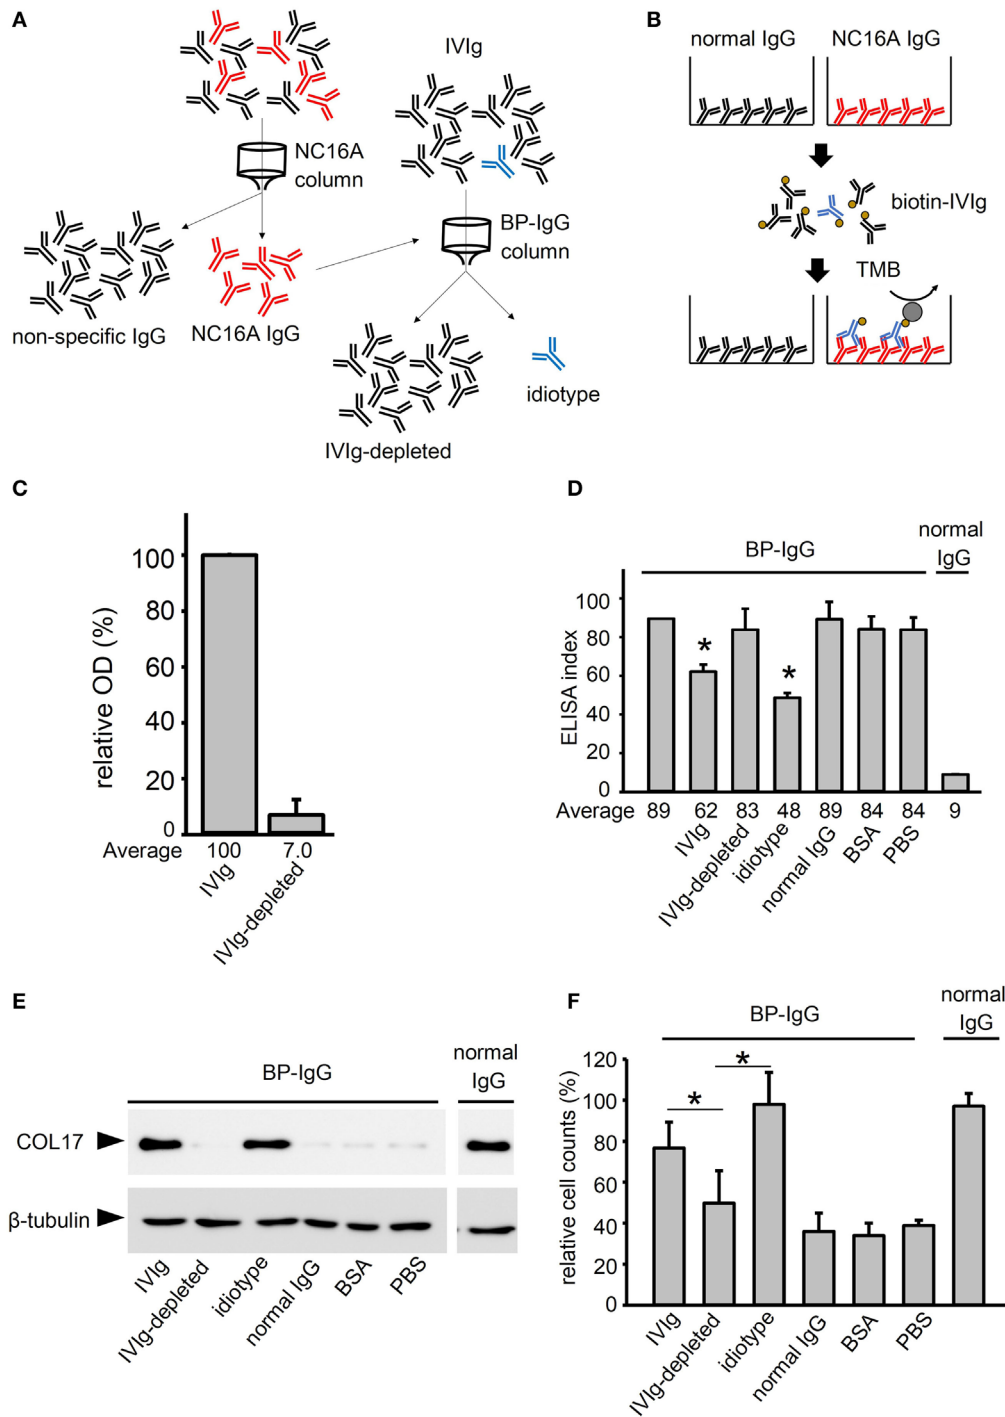 A
IVIg
NC16A
column
BP-IgG
column
non-specific IgG
NC16A IgG
idiotype
IVIg-depleted
B
normal IgG
NC16A IgG
biotin-IVIg
TMB
C
relative OD (%)
100
80
60
40
20
0
Average
100
7.0
IVIg
IVIg-depleted
D
BP-IgG
normal
IgG
ELISA index
100
80
60
40
20
0
Average
89
62
83
48
89
84
84
9
*
*
IVIg
IVIg-depleted
idiotype
normal IgG
BSA
PBS
E
BP-IgG
normal
IgG
COL17
β-tubulin
IVIg
IVIg-depleted
idiotype
normal IgG
BSA
PBS
F
BP-IgG
normal
IgG
relative cell counts (%)
120
100
80
60
40
20
0
*
*
IVIg
IVIg-depleted
idiotype
normal IgG
BSA
PBS